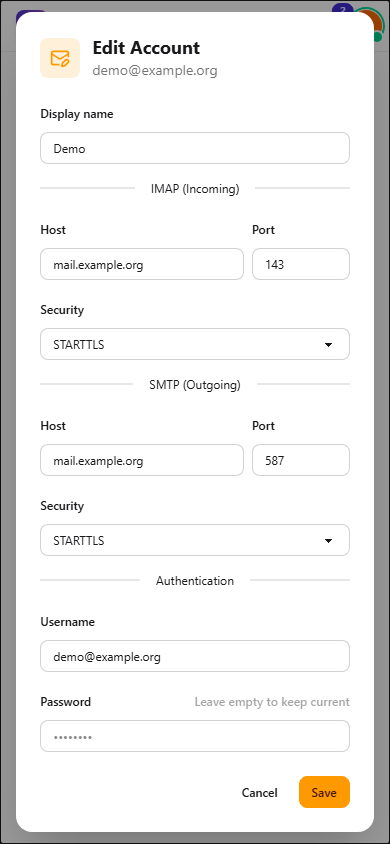 ?
Edit Account
demo@example.org
Display name
Demo
IMAP (Incoming)
Host Port
mail.example.org 143
Security
STARTTLS
SMTP (Outgoing)
Host Port
mail.example.org 587
Security
STARTTLS
Authentication
Username
demo@example.org
Password Leave empty to keep current
••••••••
Cancel Save